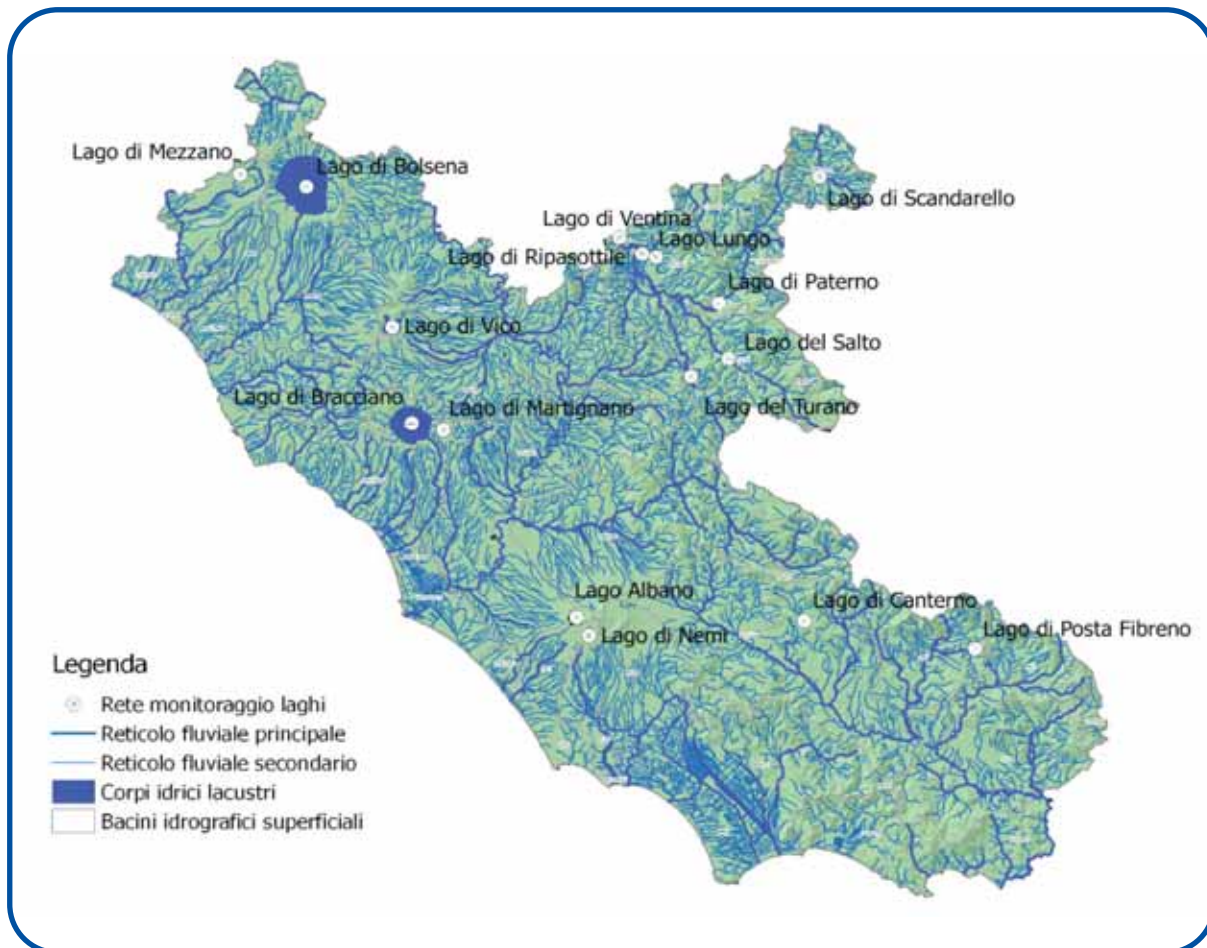 Lago di Mezzano
Lago di Bolsena
Lago di Scandarello
Lago di Ventina
Lago Lungo
Lago di Ripasottile
Lago di Paterno
Lago di Vico
Lago del Salto
Lago di Bracciano
Lago di Martignano
Lago del Turano
Lago Albano
Lago di Canterno
Lago di Nemi
Lago di Posta Fibreno
Legenda
Rete monitoraggio laghi
Reticolo fluviale principale
Reticolo fluviale secondario
Corpi idrici lacustri
Bacini idrografici superficiali